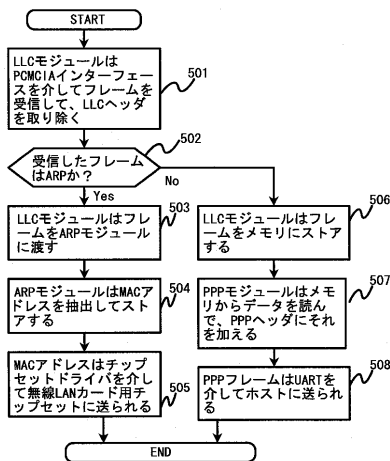 START
LLCモジュールは
PCMCIAインターフェー
スを介してフレームを
受信して、LLCヘッダ
を取り除く
501
502
受信したフレーム
はARPか？
Yes
No
503
LLCモジュールはフレ
ームをARPモジュール
に渡す
506
LLCモジュールはフレ
ームをメモリにストア
する
504
ARPモジュールはMACア
ドレスを抽出してスト
アする
507
PPPモジュールはメモ
リからデータを読ん
で、PPPヘッダにそれ
を加える
MACアドレスはチップ
セットドライバを介し
て無線LANカード用チ
ップセットに送られる
505
508
PPPフレームはUARTを
介してホストに送られ
る
END